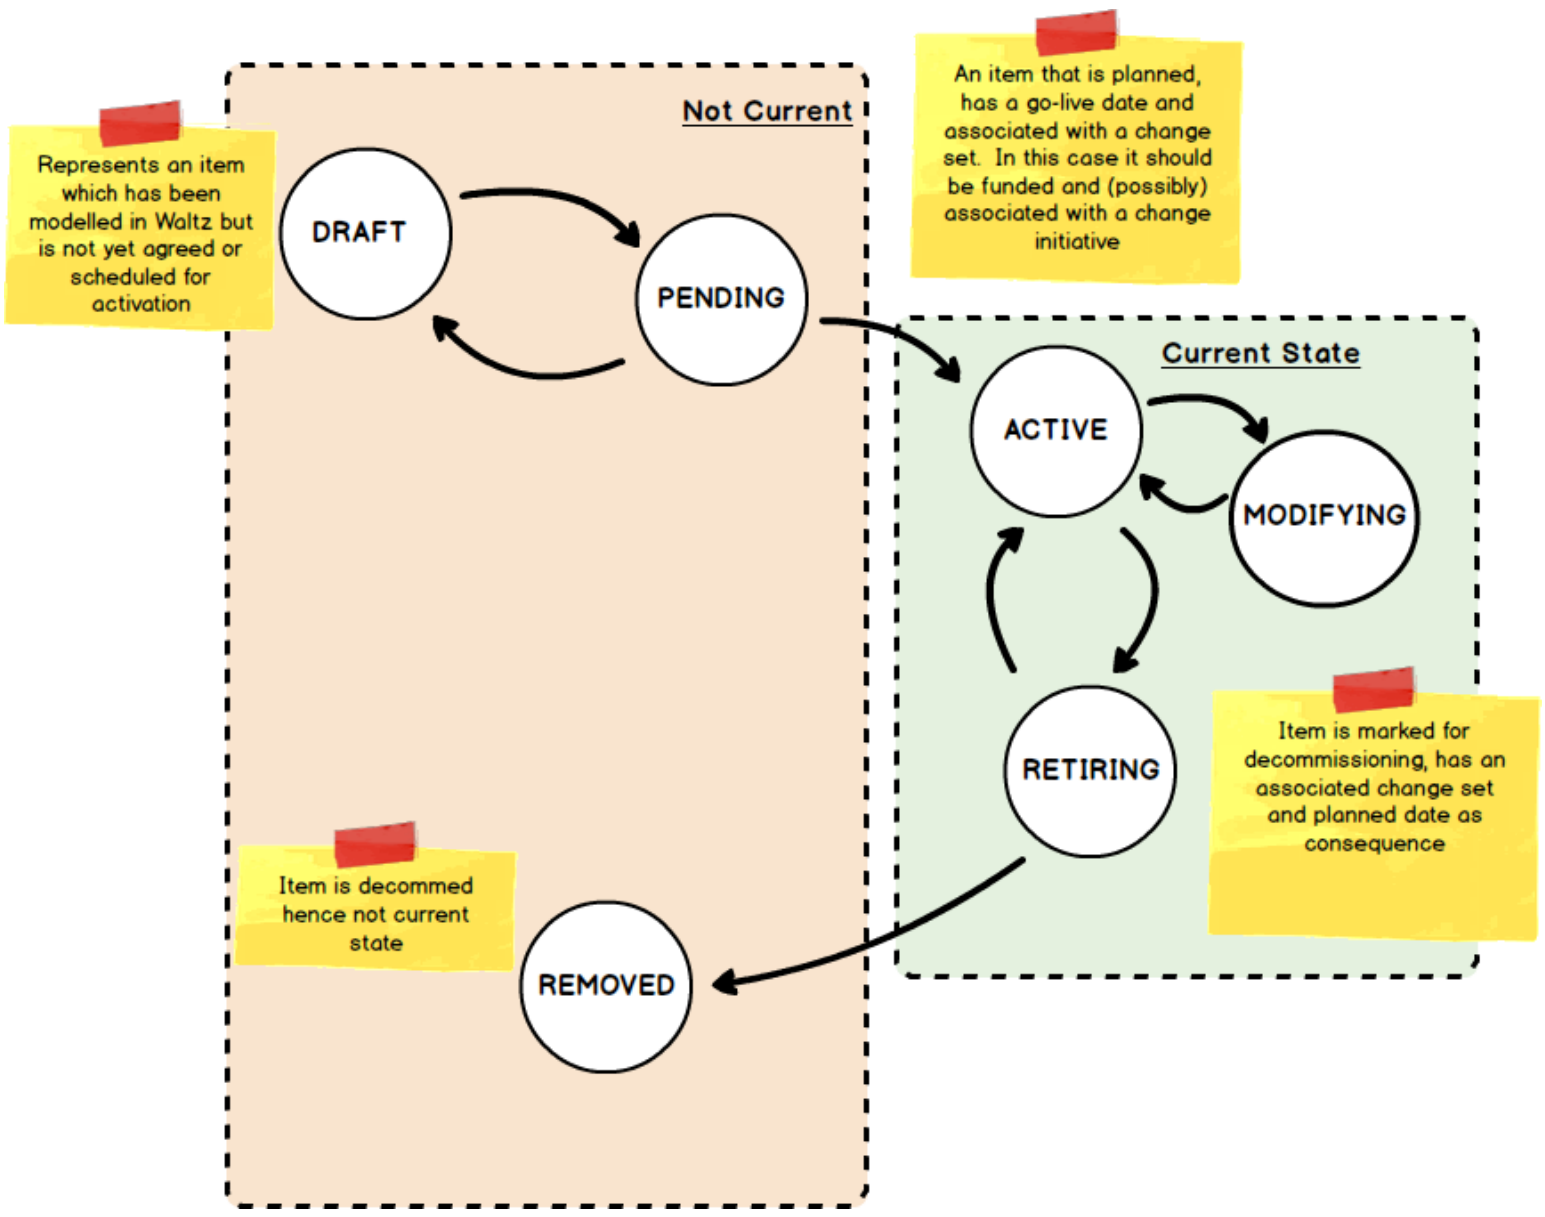 Not Current
An item that is planned,
has a go-live date and
associated with a change
set. In this case it should
be funded and (possibly)
associated with a change
initiative
Represents an item
which has been
modelled in Waltz but
is not yet agreed or
scheduled for
activation
DRAFT
PENDING
Current State
ACTIVE
MODIFYING
RETIRING
Item is marked for
decommissioning, has an
associated change set
and planned date as
consequence
Item is decommed
hence not current
state
REMOVED